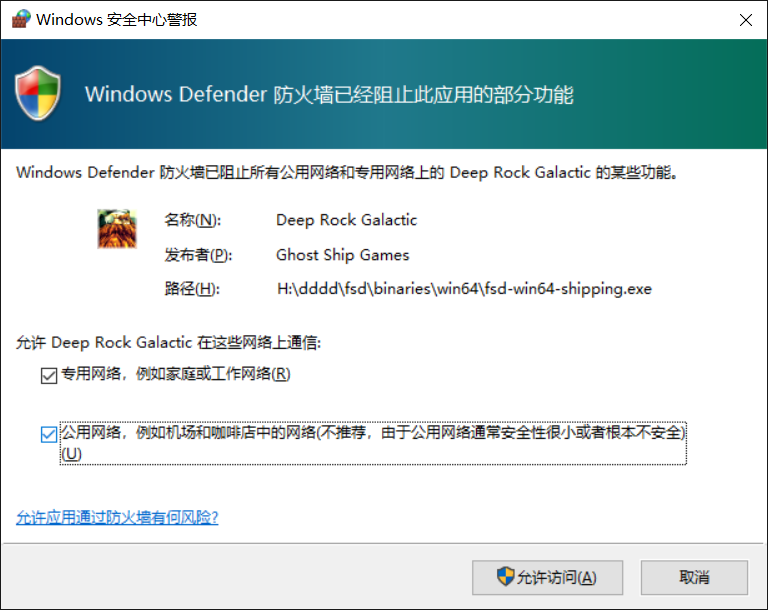 Windows 安全中心警报
Windows Defender 防火墙已经阻止此应用的部分功能
Windows Defender 防火墙已阻止所有公用网络和专用网络上的 Deep Rock Galactic 的某些功能。
名称(N): Deep Rock Galactic
发布者(P): Ghost Ship Games
路径(H): H:\dddd\fsd\binaries\win64\fsd-win64-shipping.exe
允许 Deep Rock Galactic 在这些网络上通信:
专用网络，例如家庭或工作网络(R)
公用网络，例如机场和咖啡店中的网络(不推荐，由于公用网络通常安全性很小或者根本不安全)
(U)
允许应用通过防火墙有何风险?
允许访问(A) 取消